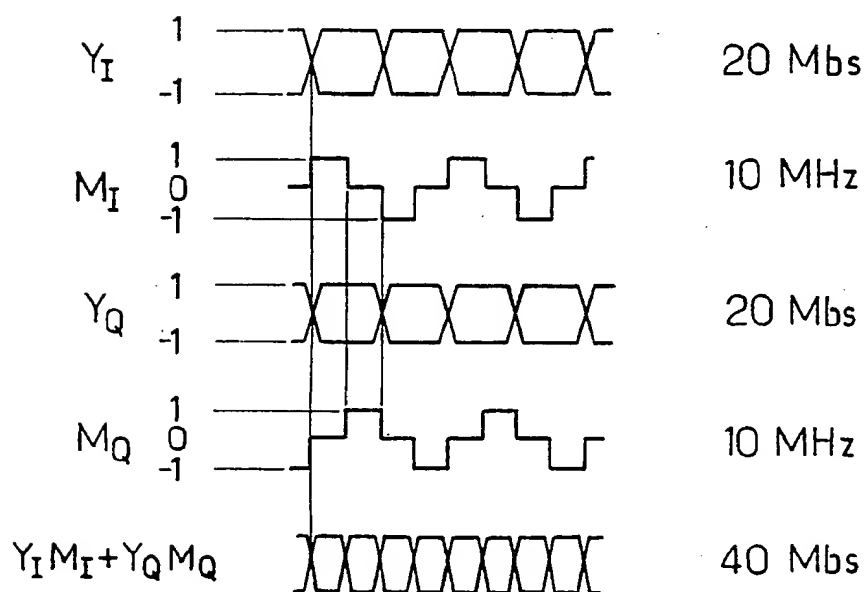 1
Y_I
-1
20 Mbs
1
M_I 0
-1
10 MHz
1
Y_Q
-1
20 Mbs
1
M_Q 0
-1
10 MHz
Y_I M_I + Y_Q M_Q
40 Mbs